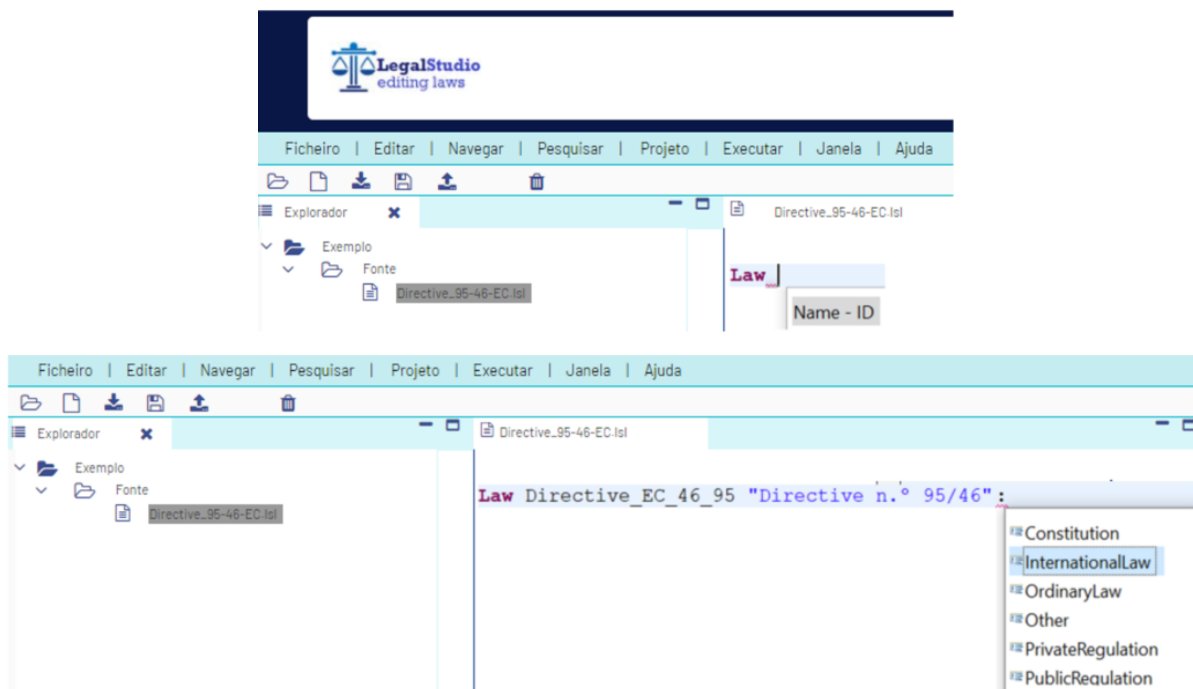 LegalStudio
editing laws
Ficheiro | Editar | Navegar | Pesquisar | Projeto | Executar | Janela | Ajuda
Explorador
Directive_95-46-EC.lsl
Exemplo
Fonte
Directive_95-46-EC.lsl
Law
Name - ID
Ficheiro | Editar | Navegar | Pesquisar | Projeto | Executar | Janela | Ajuda
Explorador
Directive_95-46-EC.lsl
Exemplo
Fonte
Directive_95-46-EC.lsl
Law Directive_EC_46_95 "Directive n.º 95/46":
Constitution
InternationalLaw
OrdinaryLaw
Other
PrivateRegulation
PublicRegulation